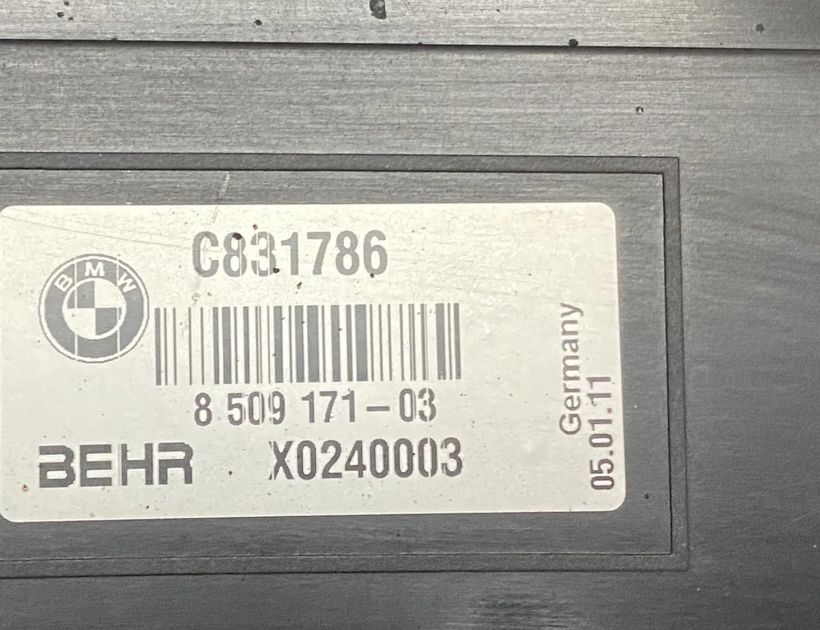 C831786
BMW
8 509 171-03
BEHR X0240003
Germany
05.01.11